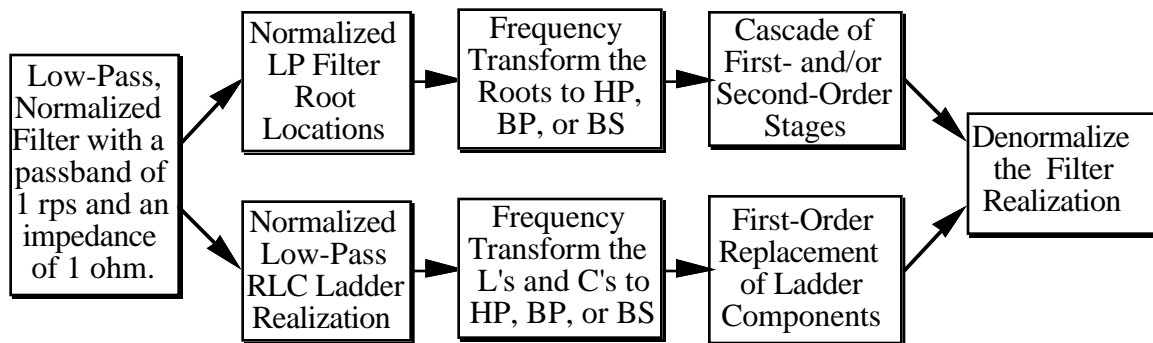 Low-Pass,
Normalized
Filter with a
passband of
1 rps and an
impedance
of 1 ohm.
Normalized
LP Filter
Root
Locations
Frequency
Transform the
Roots to HP,
BP, or BS
Cascade of
First- and/or
Second-Order
Stages
Normalized
Low-Pass
RLC Ladder
Realization
Frequency
Transform the
L's and C's to
HP, BP, or BS
First-Order
Replacement
of Ladder
Components
Denormalize
the Filter
Realization